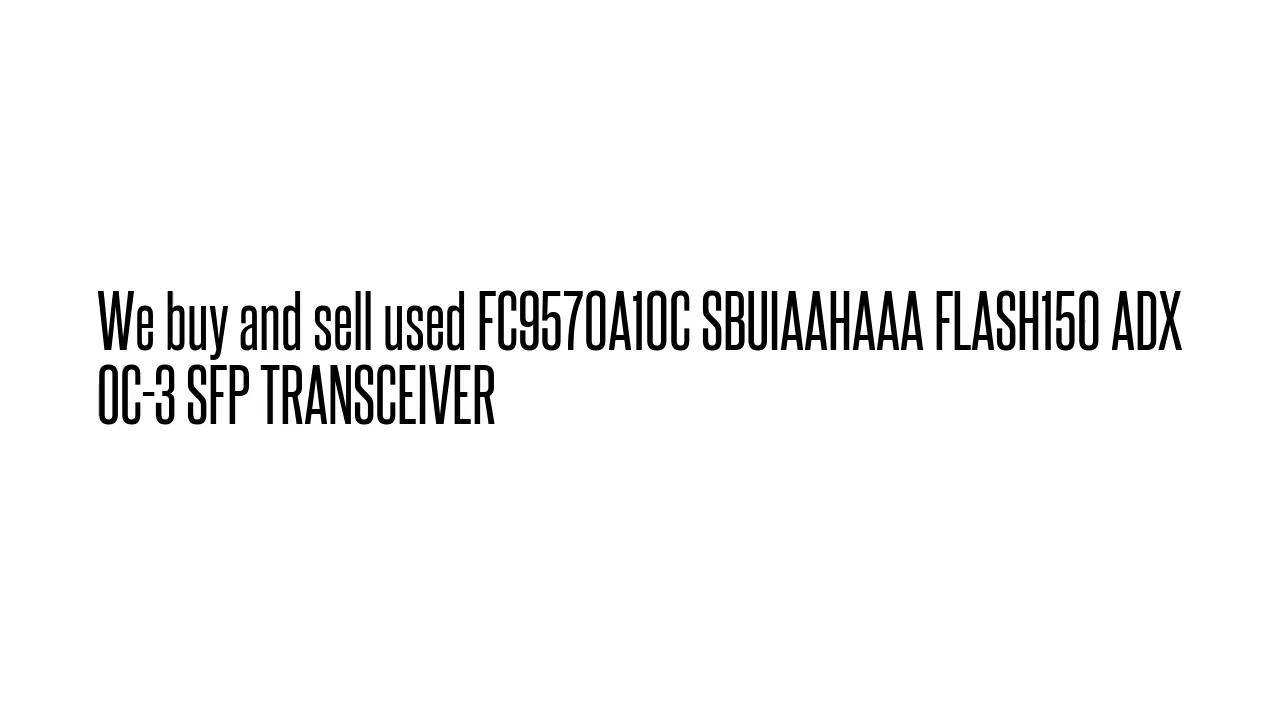 We buy and sell used FC9570A10C SBUIAAHAAA FLASH150 ADX
OC-3 SFP TRANSCEIVER